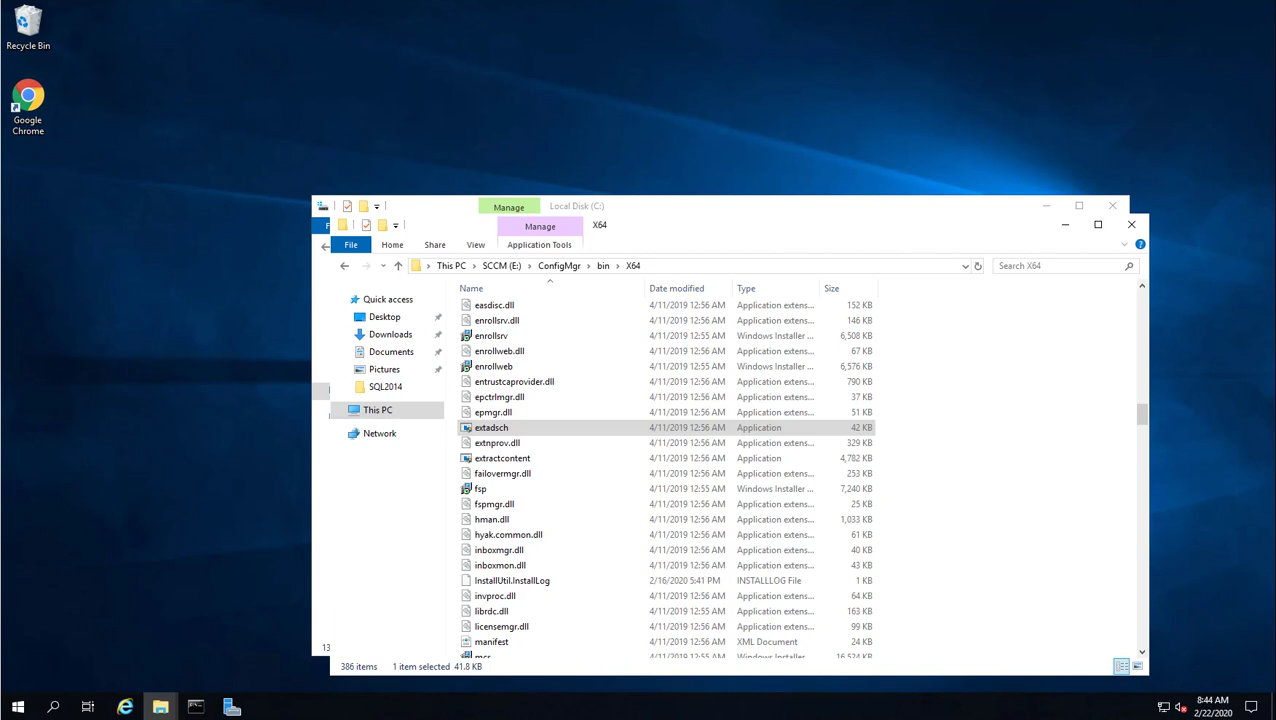 Recycle Bin
Google
Chrome
Manage Local Disk (C:)
Manage X64
File Home Share View Application Tools
This PC SCCM (E:) ConfigMgr bin X64 Search X64
Quick access
Desktop
Downloads
Documents
Pictures
SQL2014
This PC
Network
Name Date modified Type Size
easdisc.dll 4/11/2019 12:56 AM Application extens... 152 KB
enrollsrv.dll 4/11/2019 12:56 AM Application extens... 146 KB
enrollsrv 4/11/2019 12:55 AM Windows Installer ... 6,508 KB
enrollweb.dll 4/11/2019 12:56 AM Application extens... 67 KB
enrollweb 4/11/2019 12:55 AM Windows Installer ... 6,576 KB
entrustcaprovider.dll 4/11/2019 12:56 AM Application extens... 790 KB
epctrlmgr.dll 4/11/2019 12:56 AM Application extens... 37 KB
epmgr.dll 4/11/2019 12:56 AM Application extens... 51 KB
extadsch 4/11/2019 12:56 AM Application 42 KB
extnprov.dll 4/11/2019 12:56 AM Application extens... 329 KB
extractcontent 4/11/2019 12:56 AM Application 4,782 KB
failovermgr.dll 4/11/2019 12:56 AM Application extens... 253 KB
fsp 4/11/2019 12:55 AM Windows Installer ... 7,240 KB
fspmgr.dll 4/11/2019 12:56 AM Application extens... 25 KB
hman.dll 4/11/2019 12:56 AM Application extens... 1,033 KB
hyak.common.dll 4/11/2019 12:56 AM Application extens... 61 KB
inboxmgr.dll 4/11/2019 12:56 AM Application extens... 40 KB
inboxmon.dll 4/11/2019 12:56 AM Application extens... 43 KB
InstallUtil.InstallLog 2/16/2020 5:41 PM INSTALLLOG File 1 KB
invproc.dll 4/11/2019 12:56 AM Application extens... 64 KB
librdc.dll 4/11/2019 12:55 AM Application extens... 163 KB
licensemgr.dll 4/11/2019 12:56 AM Application extens... 99 KB
manifest 4/11/2019 12:56 AM XML Document 24 KB
mcs 4/11/2019 12:55 AM Windows Installer ... 16,524 KB
13
386 items 1 item selected 41.8 KB
8:44 AM
2/22/2020